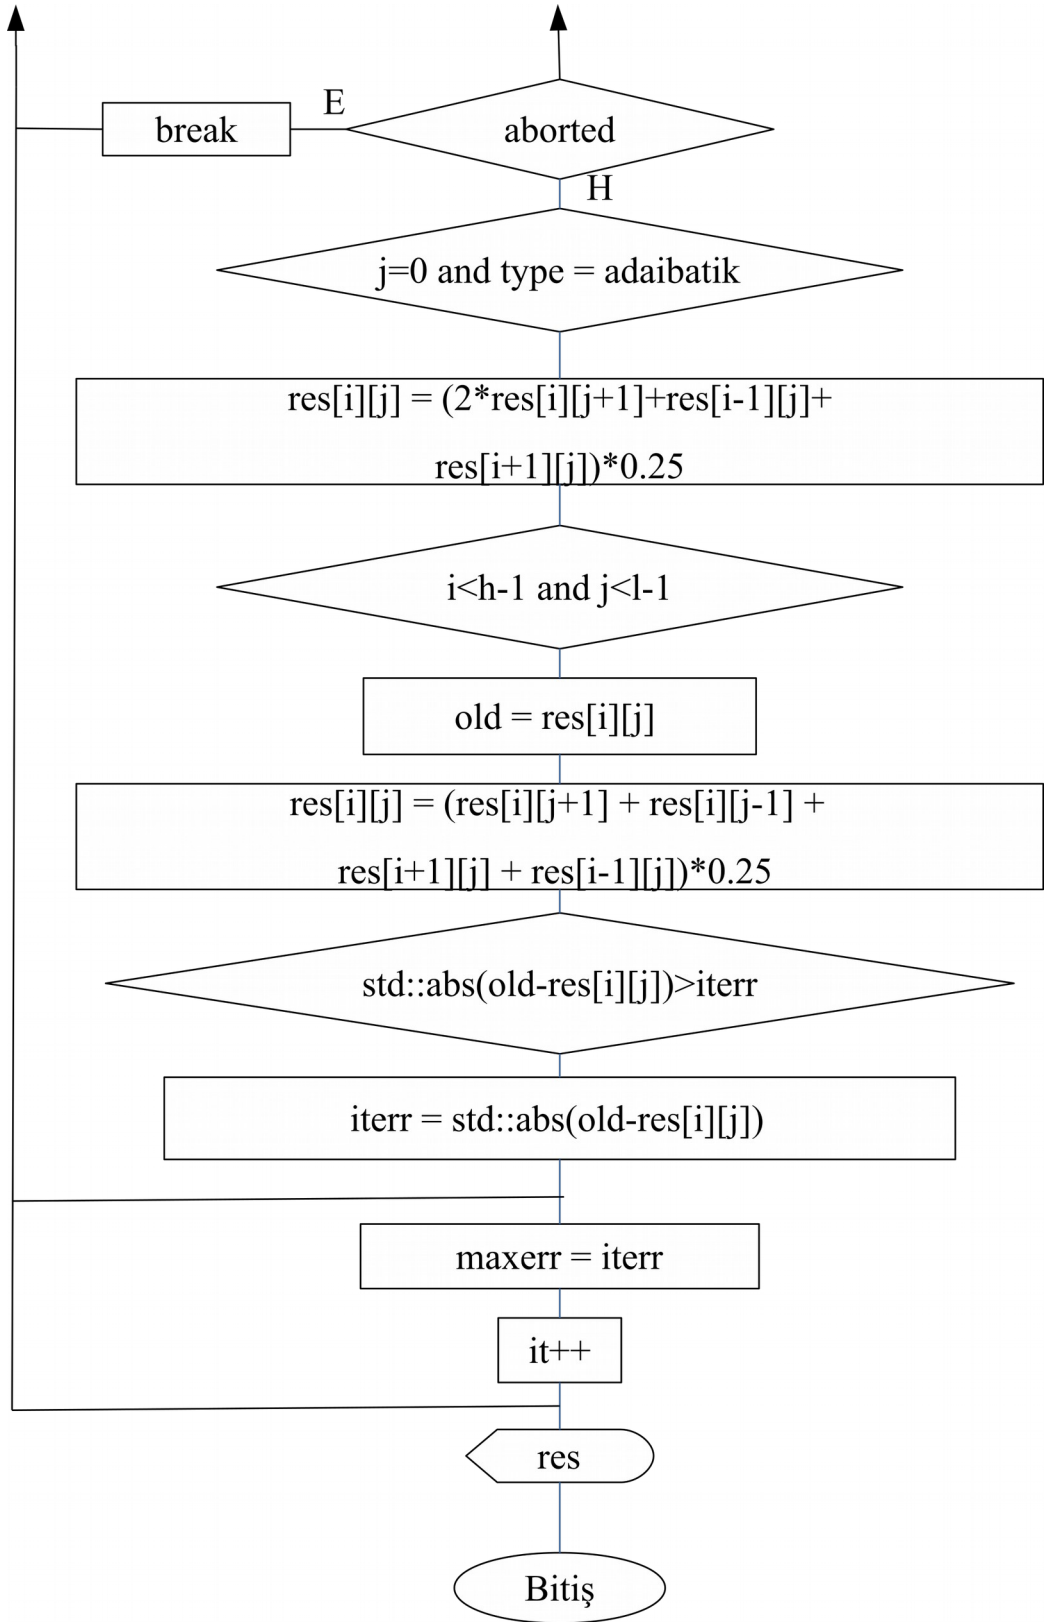 E
break
aborted
H
j=0 and type = adaibatik
res[i][j] = (2*res[i][j+1]+res[i-1][j]+
res[i+1][j])*0.25
i<h-1 and j<l-1
old = res[i][j]
res[i][j] = (res[i][j+1] + res[i][j-1] +
res[i+1][j] + res[i-1][j])*0.25
std::abs(old-res[i][j])>iterr
iterr = std::abs(old-res[i][j])
maxerr = iterr
it++
res
Bitiş